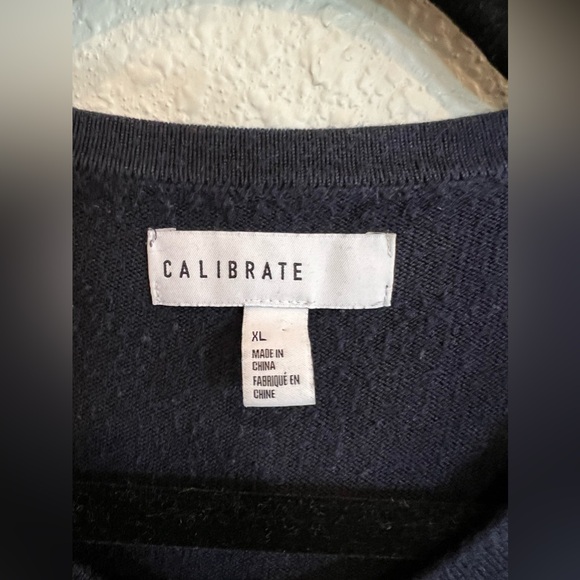 CALIBRATE
XL
MADE IN
CHINA
FABRIQUÉ EN
CHINE